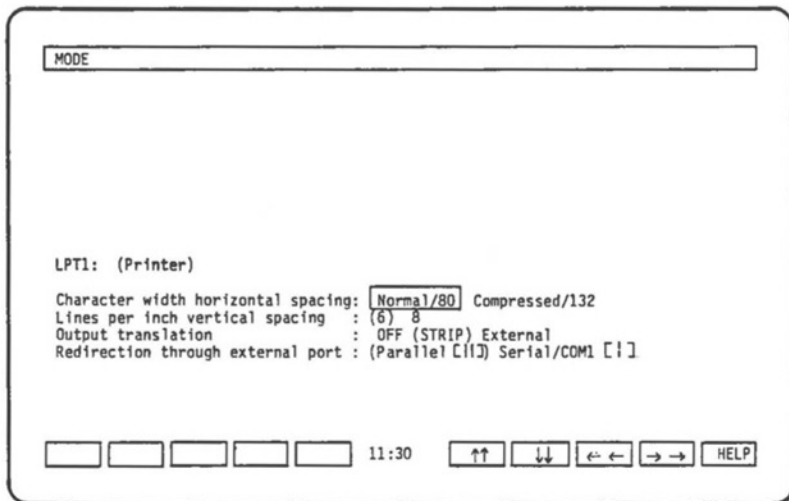 MODE
LPT1: (Printer)
Character width horizontal spacing: Normal/80 Compressed/132
Lines per inch vertical spacing : (6) 8
Output translation : OFF (STRIP) External
Redirection through external port : (Parallel [||]) Serial/COM1 [¦]
11:30 ↑↑ ↓↓ ← ← → → HELP